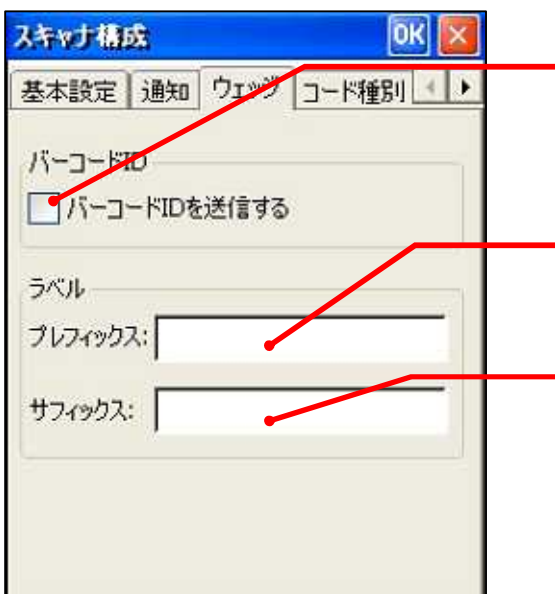 スキャナ構成 OK
基本設定 通知 ウェッジ コード種別
バーコードID
バーコードIDを送信する
ラベル
プレフィックス:
サフィックス: